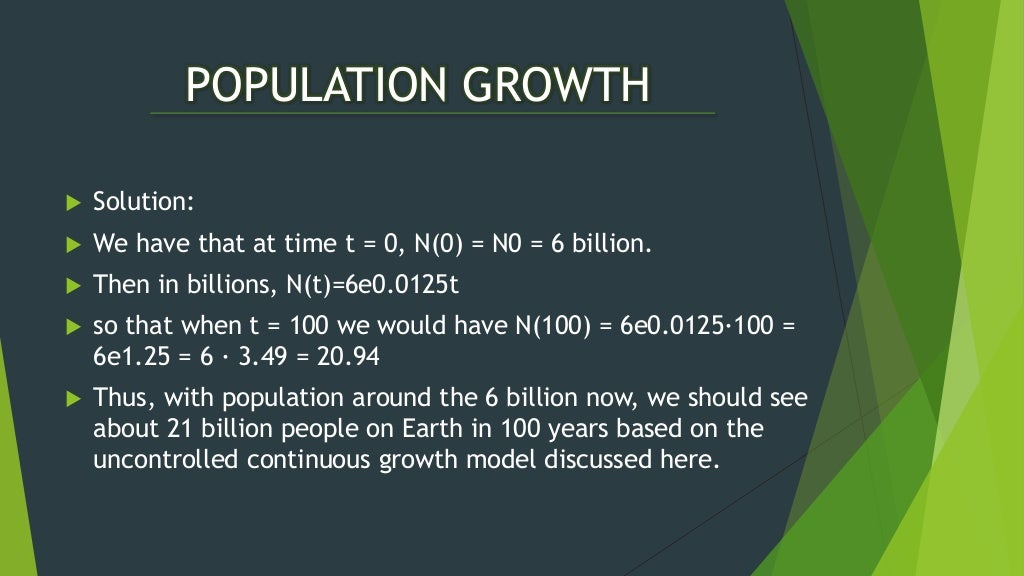 POPULATION GROWTH
Solution:
We have that at time t = 0, N(0) = N0 = 6 billion.
Then in billions, N(t)=6e0.0125t
so that when t = 100 we would have N(100) = 6e0.0125·100 =
6e1.25 = 6 · 3.49 = 20.94
Thus, with population around the 6 billion now, we should see
about 21 billion people on Earth in 100 years based on the
uncontrolled continuous growth model discussed here.